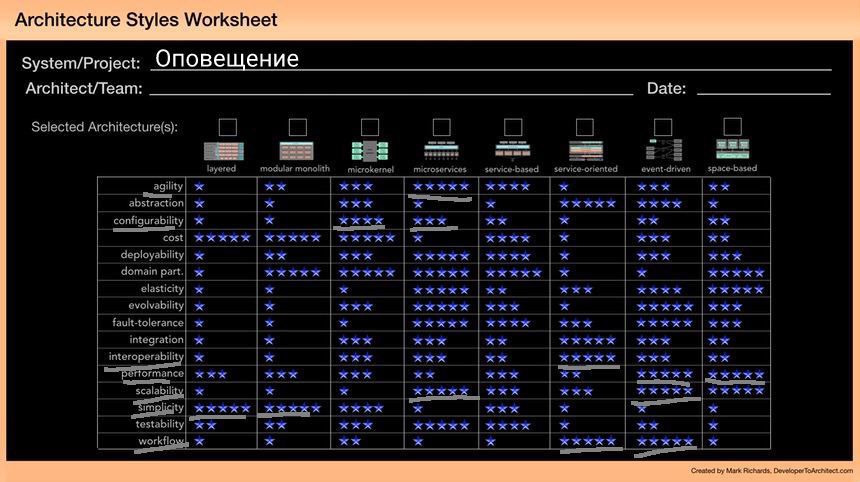 Architecture Styles Worksheet
System/Project: Оповещение
Architect/Team: Date:
Selected Architecture(s):
layered modular monolith microkernel microservices service-based service-oriented event-driven space-based
agility
abstraction
configurability
cost
deployability
domain part.
elasticity
evolvability
fault-tolerance
integration
interoperability
performance
scalability
simplicity
testability
workflow
Created by Mark Richards, DeveloperToArchitect.com